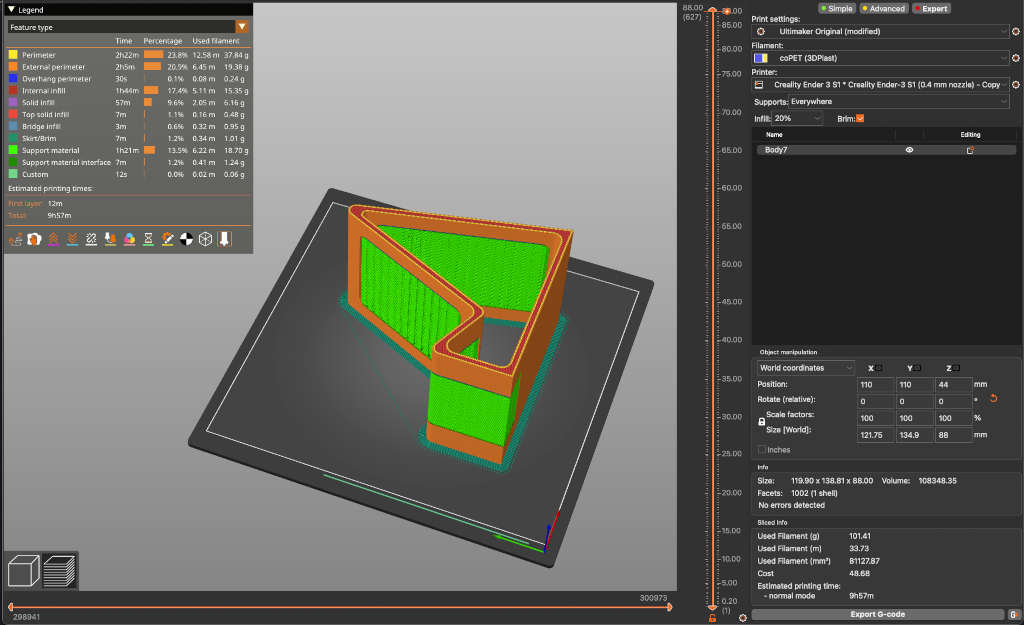 Legend
Feature type
Time Percentage Used filament
Perimeter 2h22m 23.8% 12.58 m 37.84 g
External perimeter 2h5m 20.9% 6.45 m 19.38 g
Overhang perimeter 30s 0.1% 0.08 m 0.24 g
Internal infill 1h44m 17.4% 5.11 m 15.35 g
Solid infill 57m 9.6% 2.05 m 6.16 g
Top solid infill 7m 1.1% 0.16 m 0.48 g
Bridge infill 3m 0.6% 0.32 m 0.95 g
Skirt/Brim 7m 1.2% 0.34 m 1.01 g
Support material 1h21m 13.5% 6.22 m 18.70 g
Support material interface 7m 1.2% 0.41 m 1.24 g
Custom 12s 0.0% 0.02 m 0.06 g
Estimated printing times:
First layer: 12m
Total: 9h57m
298941
300973
88.00
(627)
88.00
85.00
80.00
75.00
70.00
65.00
60.00
55.00
50.00
45.00
40.00
35.00
30.00
25.00
20.00
15.00
10.00
5.00
0.20
(1)
Simple Advanced Expert
Print settings:
Ultimaker Original (modified)
Filament:
coPET (3DPlast)
Printer:
Creality Ender 3 S1 * Creality Ender-3 S1 (0.4 mm nozzle) - Copy
Supports: Everywhere
Infill: 20% Brim:
Name Editing
Body7
Object manipulation
World coordinates X Y Z
Position: 110 110 44 mm
Rotate (relative): 0 0 0 °
Scale factors: 100 100 100 %
Size [World]: 121.75 134.9 88 mm
Inches
Info
Size: 119.90 x 138.81 x 88.00 Volume: 108348.35
Facets: 1002 (1 shell)
No errors detected
Sliced Info
Used Filament (g) 101.41
Used Filament (m) 33.73
Used Filament (mm³) 81127.87
Cost 48.68
Estimated printing time:
- normal mode 9h57m
Export G-code
G